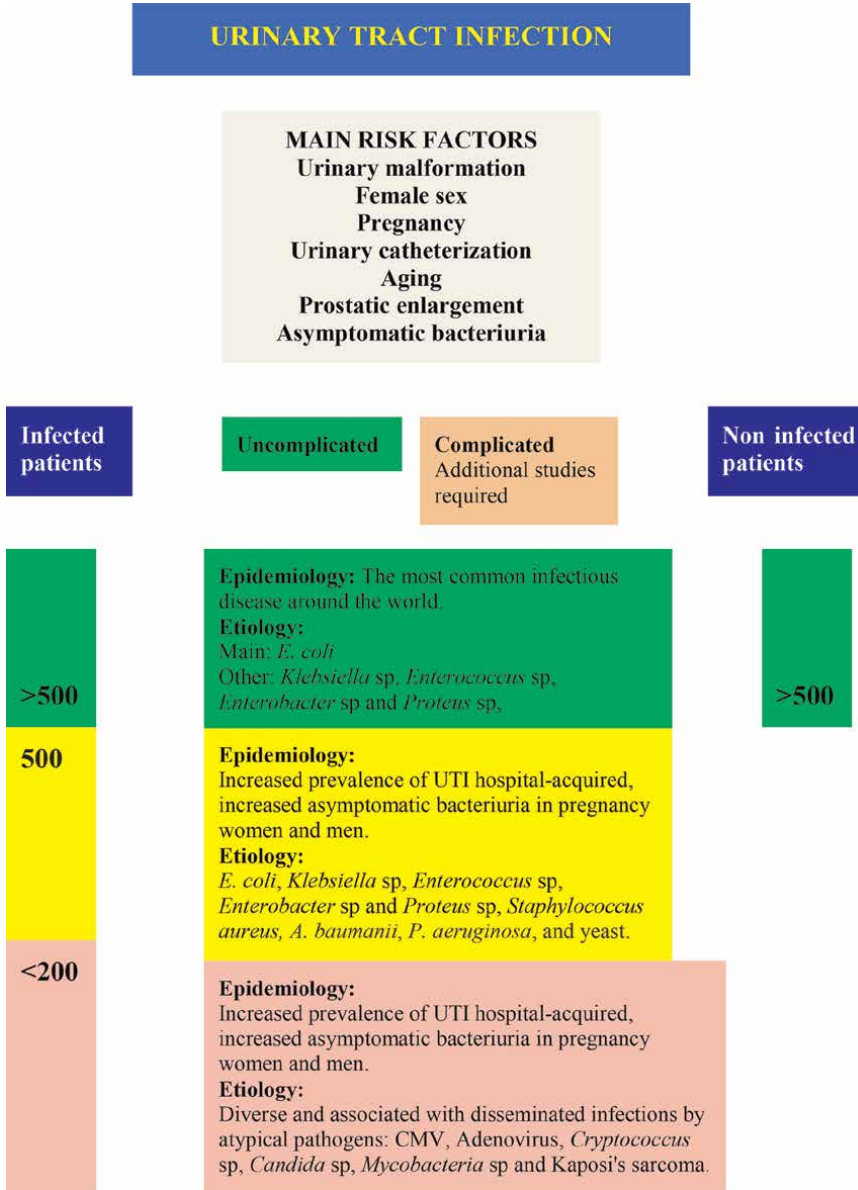 URINARY TRACT INFECTION
MAIN RISK FACTORS
Urinary malformation
Female sex
Pregnancy
Urinary catheterization
Aging
Prostatic enlargement
Asymptomatic bacteriuria
Infected
patients
Uncomplicated
Complicated
Additional studies
required
Non infected
patients
>500
Epidemiology: The most common infectious
disease around the world.
Etiology:
Main: E. coli
Other: Klebsiella sp, Enterococcus sp,
Enterobacter sp and Proteus sp,
>500
500
Epidemiology:
Increased prevalence of UTI hospital-acquired,
increased asymptomatic bacteriuria in pregnancy
women and men.
Etiology:
E. coli, Klebsiella sp, Enterococcus sp,
Enterobacter sp and Proteus sp, Staphylococcus
aureus, A. baumanii, P. aeruginosa, and yeast.
<200
Epidemiology:
Increased prevalence of UTI hospital-acquired,
increased asymptomatic bacteriuria in pregnancy
women and men.
Etiology:
Diverse and associated with disseminated infections by
atypical pathogens: CMV, Adenovirus, Cryptococcus
sp, Candida sp, Mycobacteria sp and Kaposi's sarcoma.